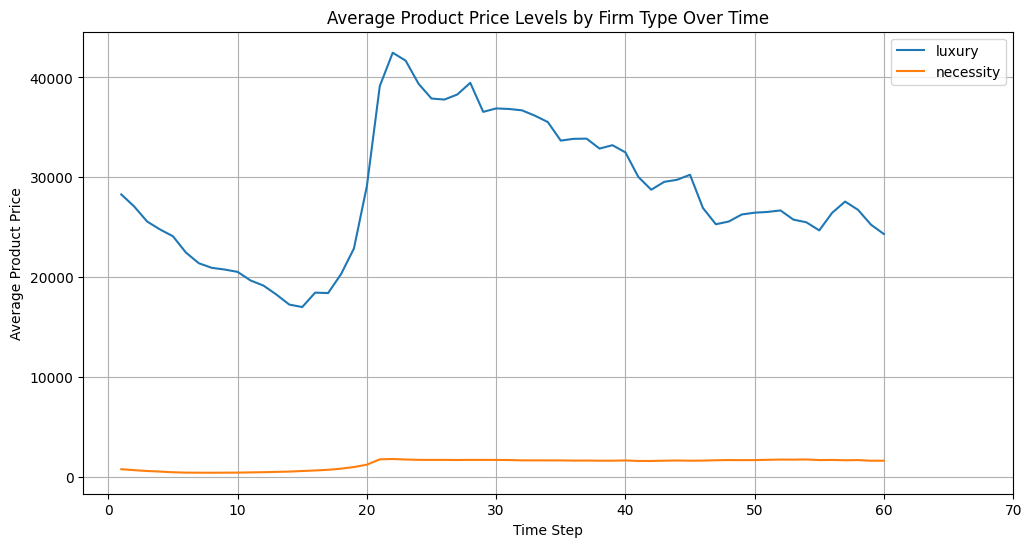 Average Product Price Levels by Firm Type Over Time
luxury
necessity
Average Product Price
40000
30000
20000
10000
0
0 10 20 30 40 50 60 70
Time Step